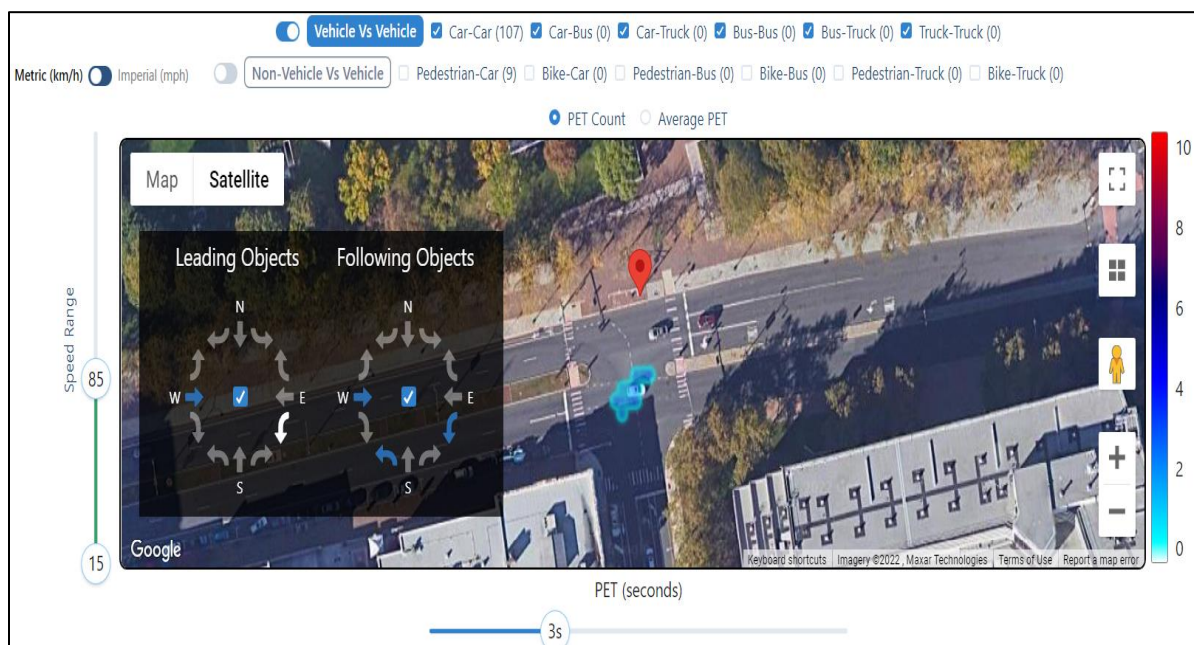 Vehicle Vs Vehicle Car-Car (107) Car-Bus (0) Car-Truck (0) Bus-Bus (0) Bus-Truck (0) Truck-Truck (0)
Metric (km/h) Imperial (mph) Non-Vehicle Vs Vehicle Pedestrian-Car (9) Bike-Car (0) Pedestrian-Bus (0) Bike-Bus (0) Pedestrian-Truck (0) Bike-Truck (0)
PET Count Average PET
Map Satellite
Leading Objects Following Objects
N N
W E W E
S S
Speed Range
85
15
10
8
6
4
2
0
Google
Keyboard shortcuts Imagery ©2022 , Maxar Technologies Terms of Use Report a map error
PET (seconds)
3s